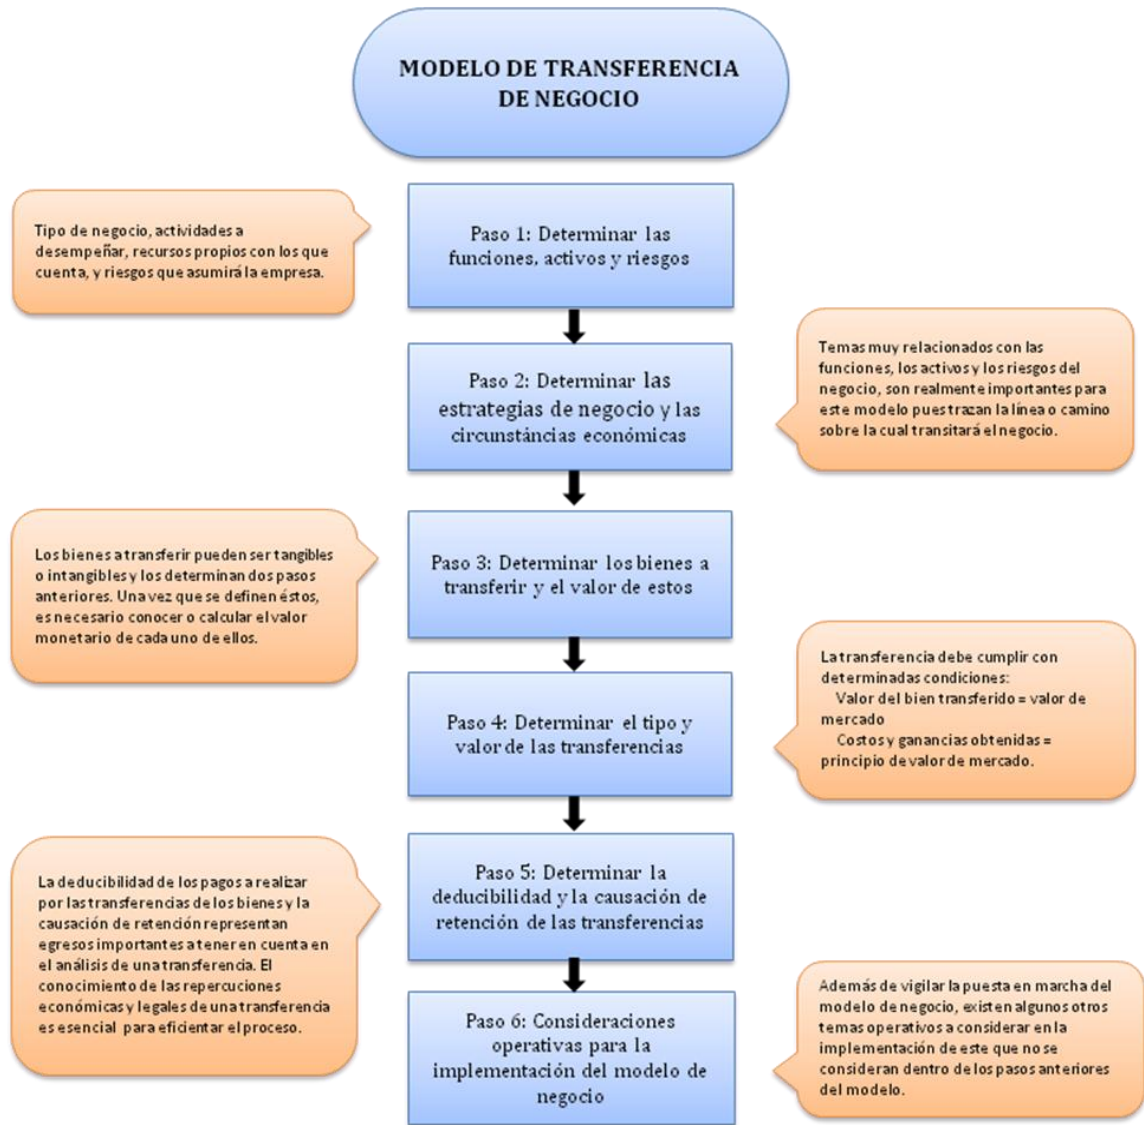 MODELO DE TRANSFERENCIA
DE NEGOCIO
Tipo de negocio, actividades a
desempeñar, recursos propios con los que
cuenta, y riesgos que asumirá la empresa.
Paso 1: Determinar las
funciones, activos y riesgos
Paso 2: Determinar las
estrategias de negocio y las
circunstáncias económicas
Temas muy relacionados con las
funciones, los activos y los riesgos del
negocio, son realmente importantes para
este modelo pues trazan la línea o camino
sobre la cual transitará el negocio.
Los bienes a transferir pueden ser tangibles
o intangibles y los determinan dos pasos
anteriores. Una vez que se definen éstos,
es necesario conocer o calcular el valor
monetario de cada uno de ellos.
Paso 3: Determinar los bienes a
transferir y el valor de estos
Paso 4: Determinar el tipo y
valor de las transferencias
La transferencia debe cumplir con
determinadas condiciones:
Valor del bien transferido = valor de
mercado
Costos y ganancias obtenidas =
principio de valor de mercado.
La deducibilidad de los pagos a realizar
por las transferencias de los bienes y la
causación de retención representan
egresos importantes a tener en cuenta en
el análisis de una transferencia. El
conocimiento de las repercuciones
económicas y legales de una transferencia
es esencial para eficientar el proceso.
Paso 5: Determinar la
deducibilidad y la causación de
retención de las transferencias
Paso 6: Consideraciones
operativas para la
implementación del modelo de
negocio
Además de vigilar la puesta en marcha del
modelo de negocio, existen algunos otros
temas operativos a considerar en la
implementación de este que no se
consideran dentro de los pasos anteriores
del modelo.